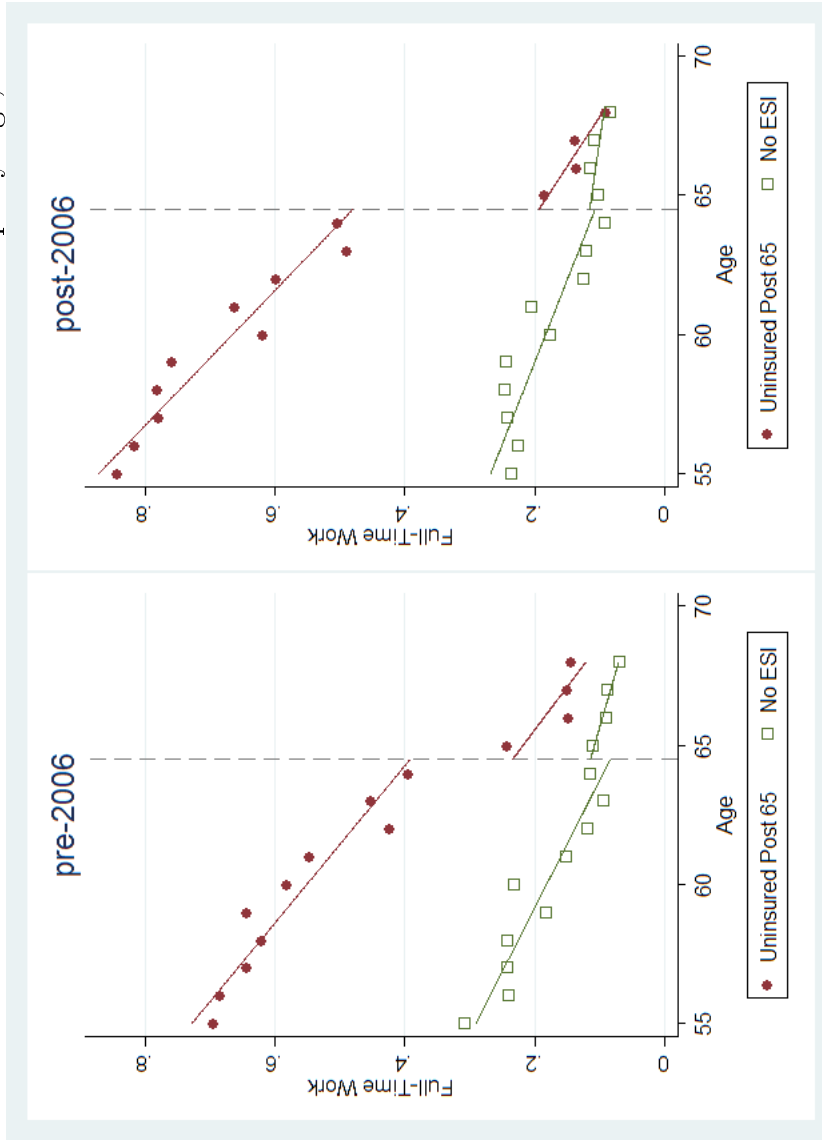 pre-2006
Full-Time Work
.8
.6
.4
.2
0
55 60 65 70
Age
Uninsured Post 65 No ESI
post-2006
Full-Time Work
.8
.6
.4
.2
0
55 60 65 70
Age
Uninsured Post 65 No ESI